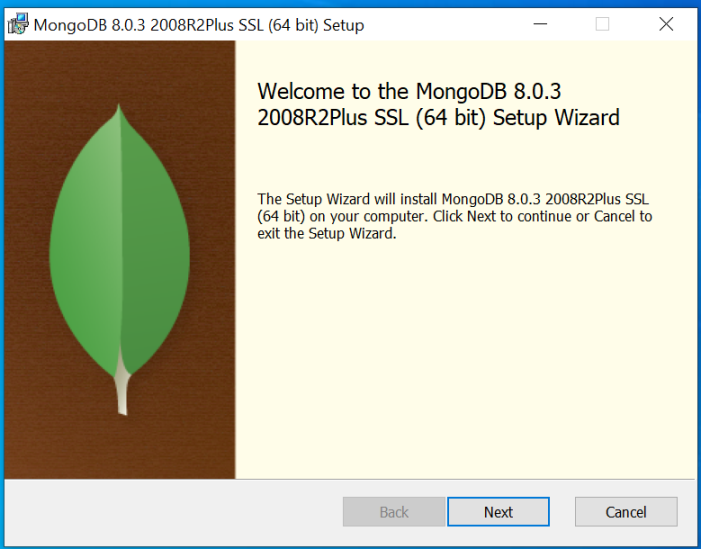 MongoDB 8.0.3 2008R2Plus SSL (64 bit) Setup
Welcome to the MongoDB 8.0.3
2008R2Plus SSL (64 bit) Setup Wizard
The Setup Wizard will install MongoDB 8.0.3 2008R2Plus SSL
(64 bit) on your computer. Click Next to continue or Cancel to
exit the Setup Wizard.
Back Next Cancel